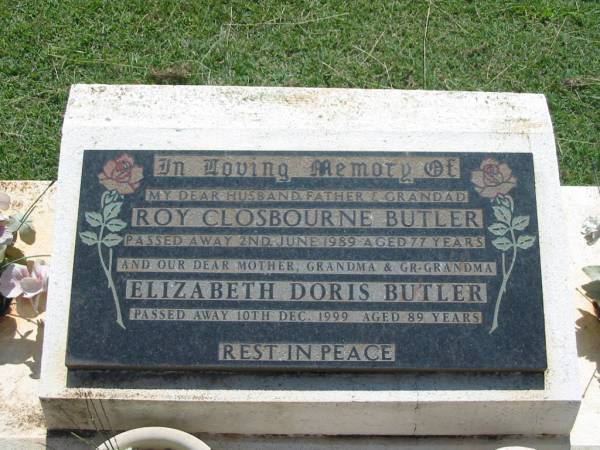 In Loving Memory Of
MY DEAR HUSBAND, FATHER & GRANDAD
ROY CLOSBOURNE BUTLER
PASSED AWAY 2ND. JUNE 1989 AGED 77 YEARS
AND OUR DEAR MOTHER, GRANDMA & GR-GRANDMA
ELIZABETH DORIS BUTLER
PASSED AWAY 10TH DEC. 1999 AGED 89 YEARS
REST IN PEACE